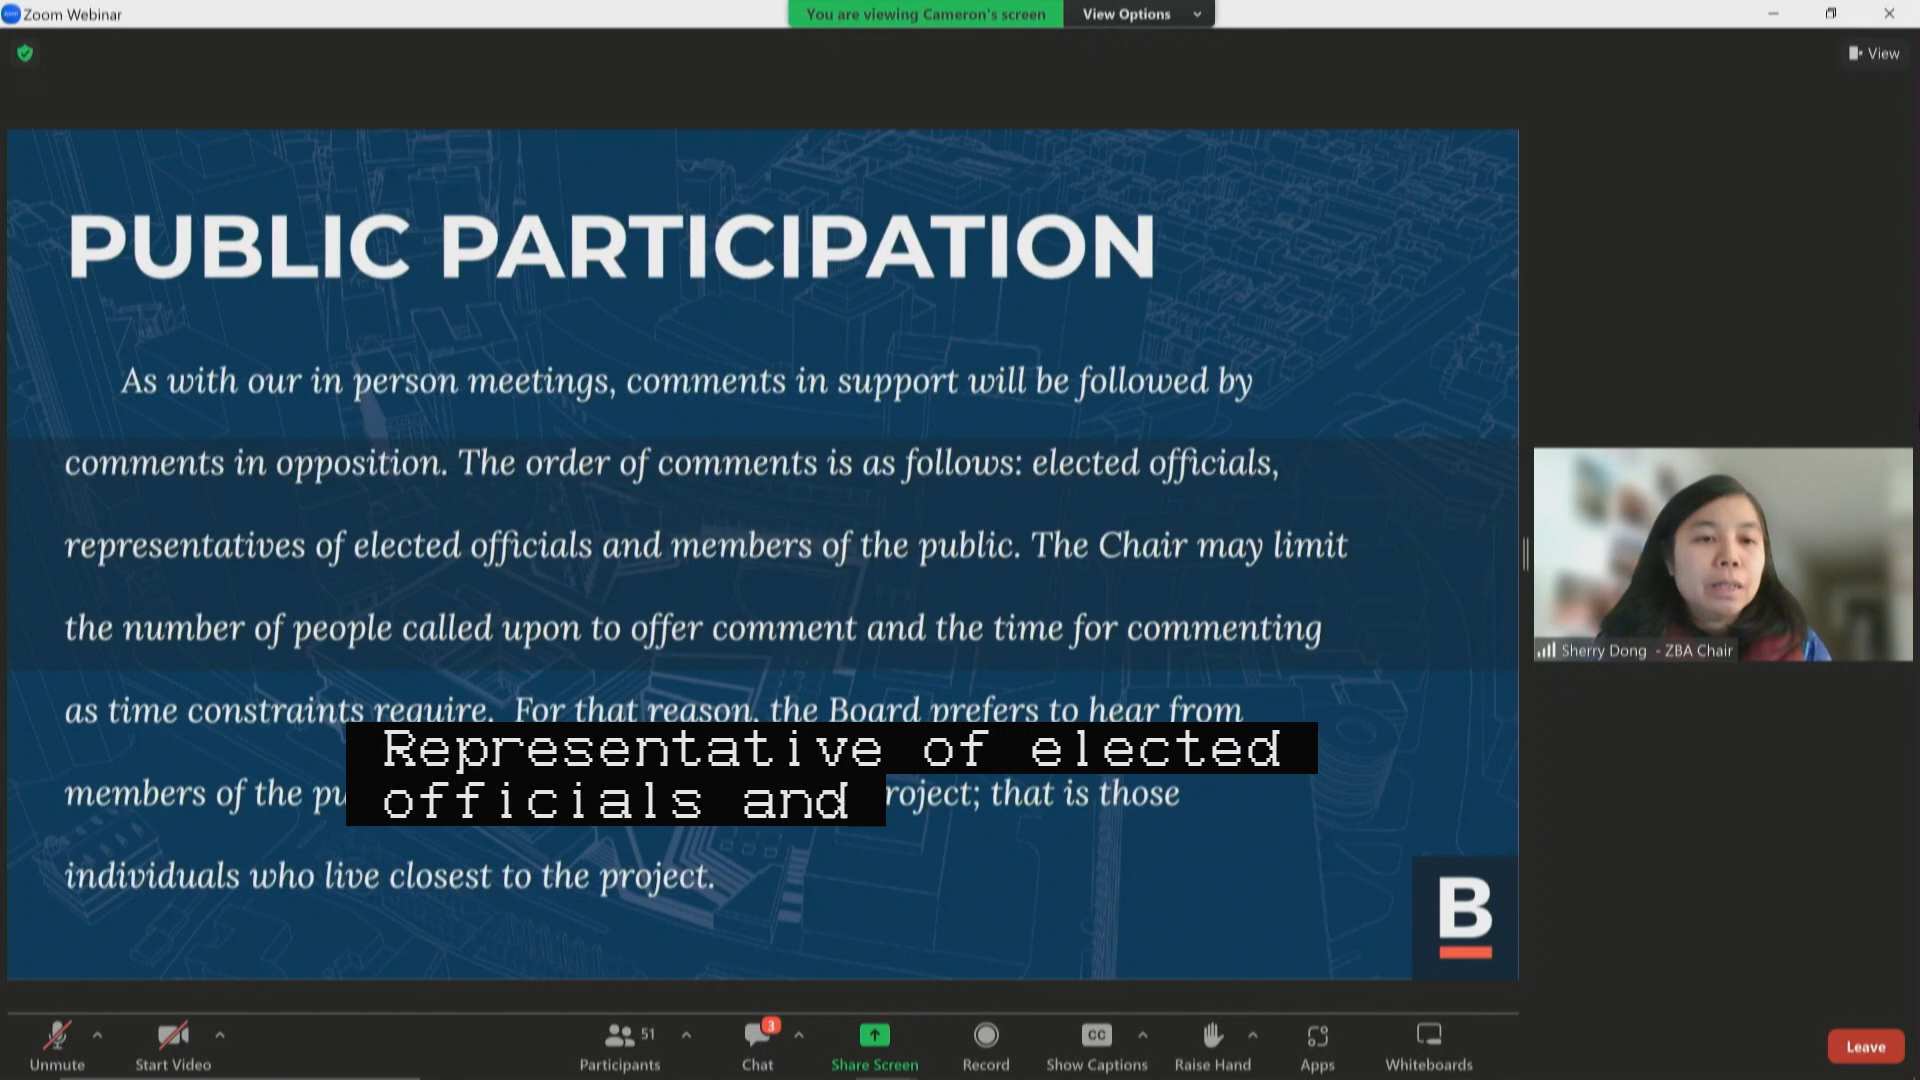 Zoom Webinar
You are viewing Cameron's screen
View Options
View
PUBLIC PARTICIPATION
As with our in person meetings, comments in support will be followed by
comments in opposition. The order of comments is as follows: elected officials,
representatives of elected officials and members of the public. The Chair may limit
the number of people called upon to offer comment and the time for commenting
as time constraints require. For that reason, the Board prefers to hear from
members of the roject; that is those
individuals who live closest to the project.
Representative of elected
officials and
B
Sherry Dong - ZBA Chair
Unmute
Start Video
51
Participants
3
Chat
Share Screen
Record
CC
Show Captions
Raise Hand
Apps
Whiteboards
Leave